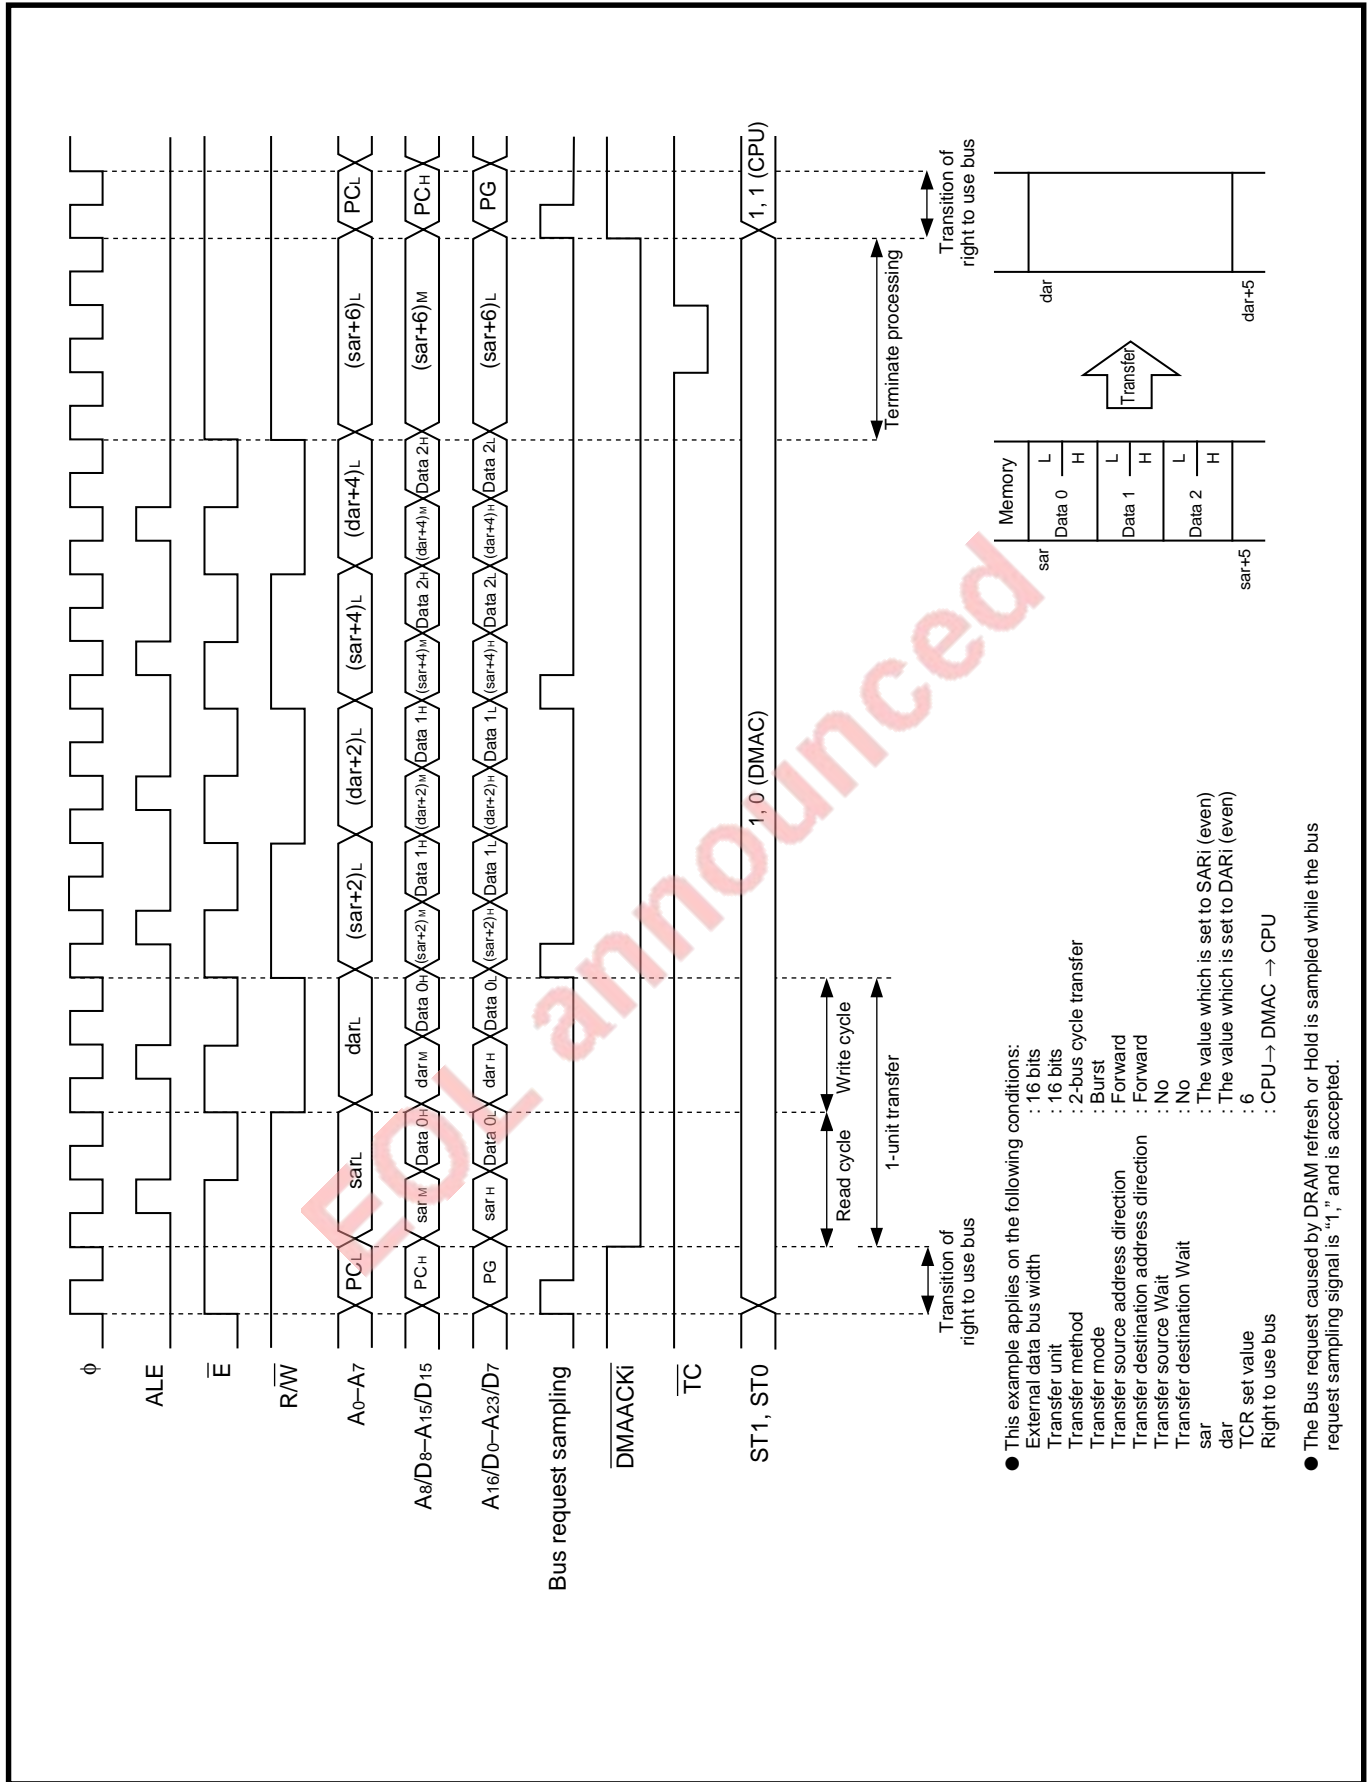 φ
ALE
E
R/W
A0–A7
PCL
sarL
darL
(sar+2)L
(dar+2)L
(sar+4)L
(dar+4)L
(sar+6)L
PCL
A8/D8–A15/D15
PCH
sar M
Data 0H
dar M
Data 0H
(sar+2) M
Data 1H
(dar+2) M
Data 1H
(sar+4) M
Data 2H
(dar+4) M
Data 2H
(sar+6)M
PCH
A16/D0–A23/D7
PG
sar H
Data 0L
dar H
Data 0L
(sar+2) H
Data 1L
(dar+2) H
Data 1L
(sar+4) H
Data 2L
(dar+4) H
Data 2L
(sar+6)L
PG
Bus request sampling
DMAACKi
TC
ST1, ST0
1, 0 (DMAC)
1, 1 (CPU)
Transition of
right to use bus
Read cycle
Write cycle
1-unit transfer
Terminate processing
Transition of
right to use bus
● This example applies on the following conditions:
External data bus width : 16 bits
Transfer unit : 16 bits
Transfer method : 2-bus cycle transfer
Transfer mode : Burst
Transfer source address direction : Forward
Transfer destination address direction : Forward
Transfer source Wait : No
Transfer destination Wait : No
sar : The value which is set to SARi (even)
dar : The value which is set to DARi (even)
TCR set value : 6
Right to use bus : CPU→ DMAC → CPU
● The Bus request caused by DRAM refresh or Hold is sampled while the bus
request sampling signal is “1,” and is accepted.
Memory
sar
Data 0
L
H
Data 1
L
H
Data 2
L
H
sar+5
Transfer
dar
dar+5
EOL announced